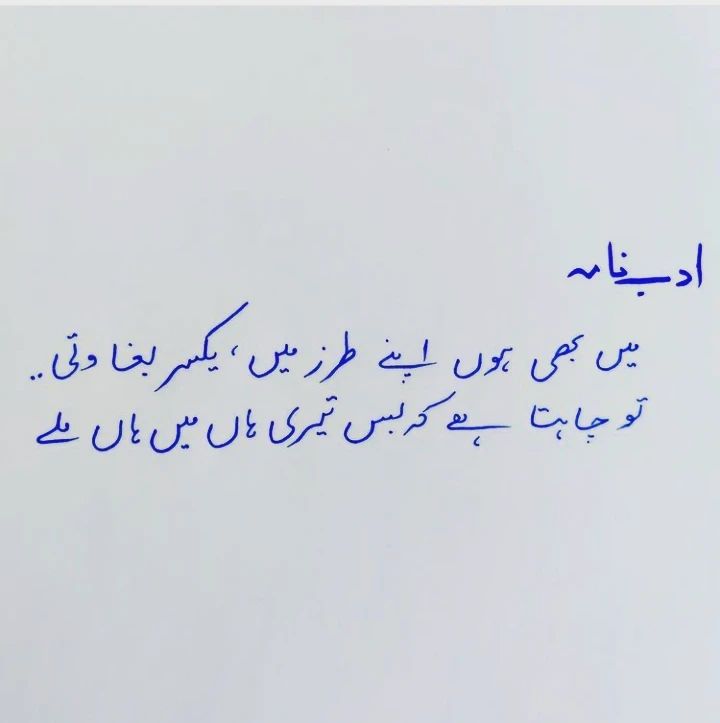 ادب نامہ
میں بھی ہوں اپنے طرز میں، یکسر بغاوتی..
تو چاہتا ہے کہ بس تیری ہاں میں ہاں ملے